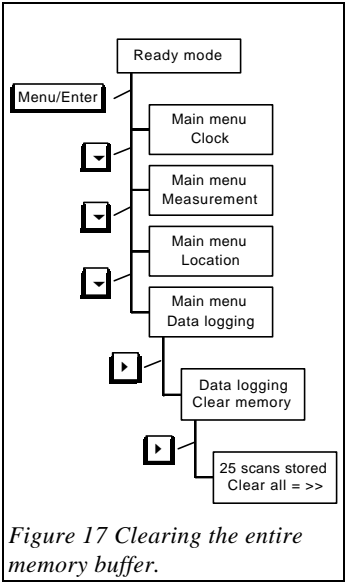 Ready mode
Menu/Enter
Main menu
Clock
Main menu
Measurement
Main menu
Location
Main menu
Data logging
Data logging
Clear memory
25 scans stored
Clear all = >>
Figure 17 Clearing the entire
memory buffer.